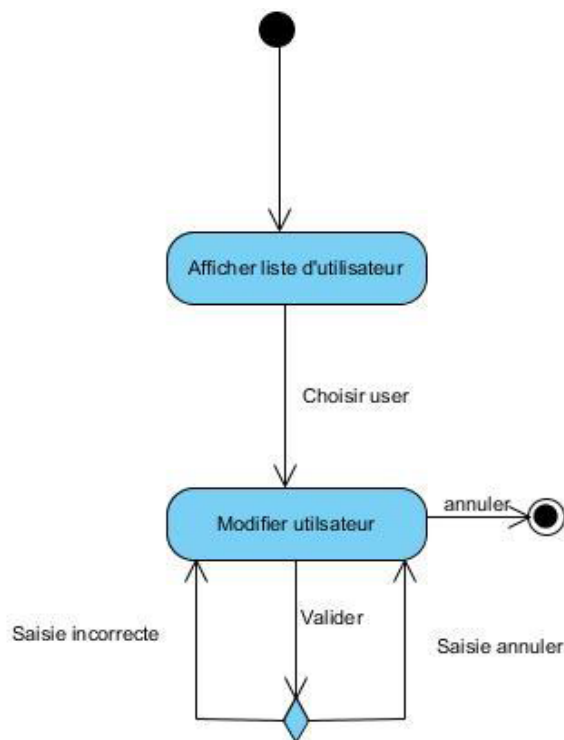 Afficher liste d'utilisateur
Choisir user
Modifier utilsateur
annuler
Valider
Saisie incorrecte
Saisie annuler